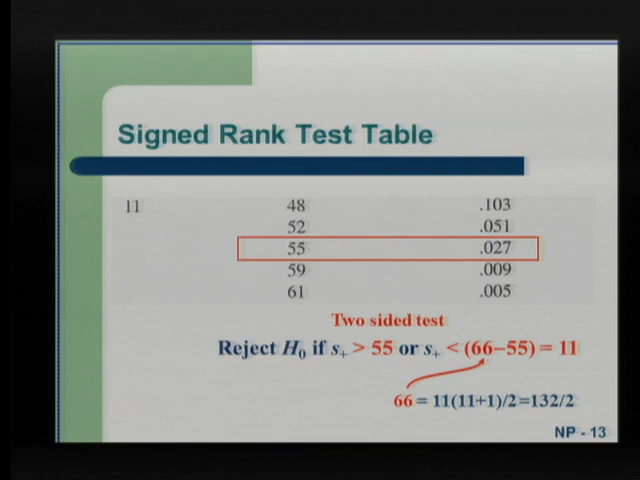 Signed Rank Test Table
11 48 .103
52 .051
55 .027
59 .009
61 .005
Two sided test
Reject H0 if s+ > 55 or s+ < (66−55) = 11
66 = 11(11+1)/2=132/2
NP - 13